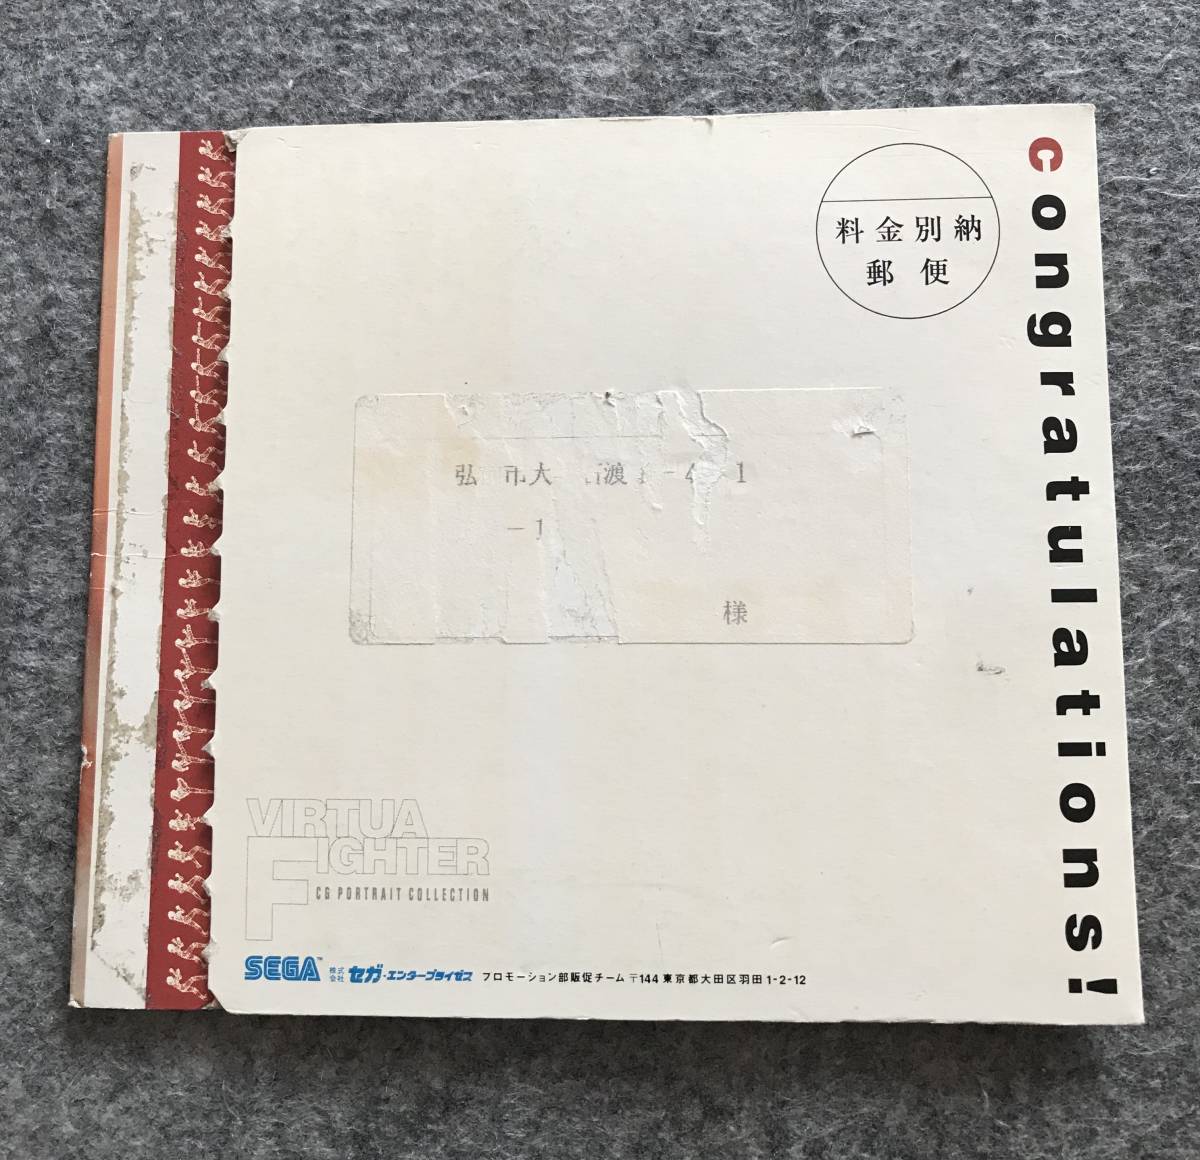 congratulations!
料金別納
郵便
弘 市大 渡
-1
様
VIRTUA
FIGHTER
CG PORTRAIT COLLECTION
SEGA™ 株式会社 セガ・エンタープライゼス プロモーション部販促チーム 〒144 東京都大田区羽田1-2-12